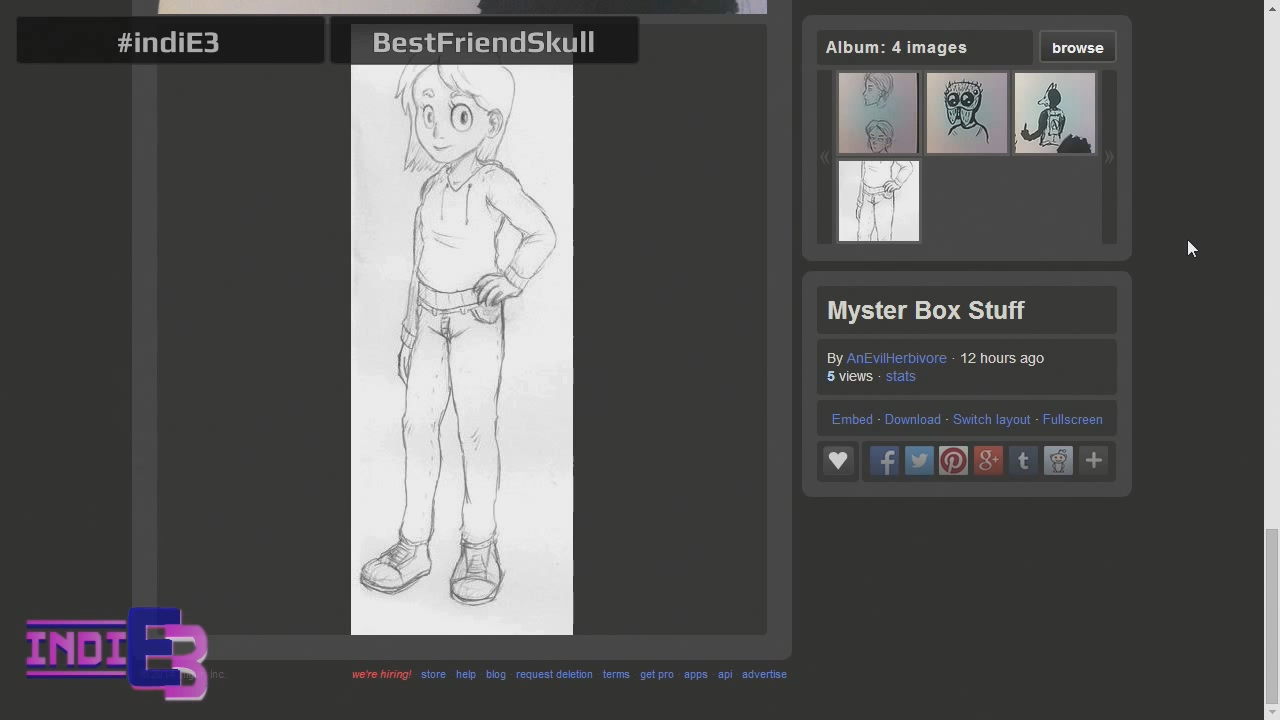 #indiE3
BestFriendSkull
Album: 4 images
browse
Myster Box Stuff
By AnEvilHerbivore · 12 hours ago
5 views · stats
Embed · Download · Switch layout · Fullscreen
INDIE3
Inc.
we're hiring! store help blog request deletion terms get pro apps api advertise